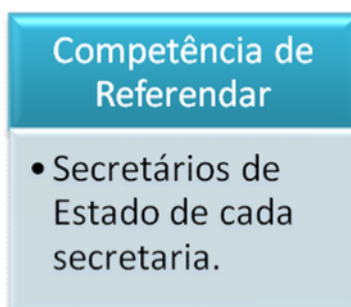 Competência de
Referendar
• Secretários de
Estado de cada
secretaria.